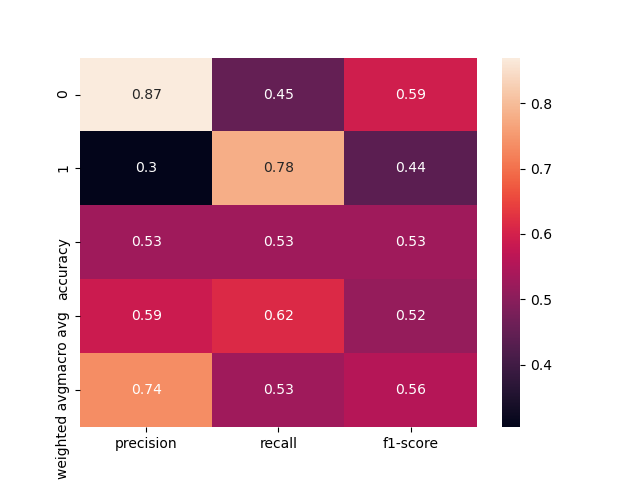 0 0.87 0.45 0.59
1 0.3 0.78 0.44
accuracy 0.53 0.53 0.53
macro avg 0.59 0.62 0.52
weighted avg 0.74 0.53 0.56
precision recall f1-score
0.8
0.7
0.6
0.5
0.4